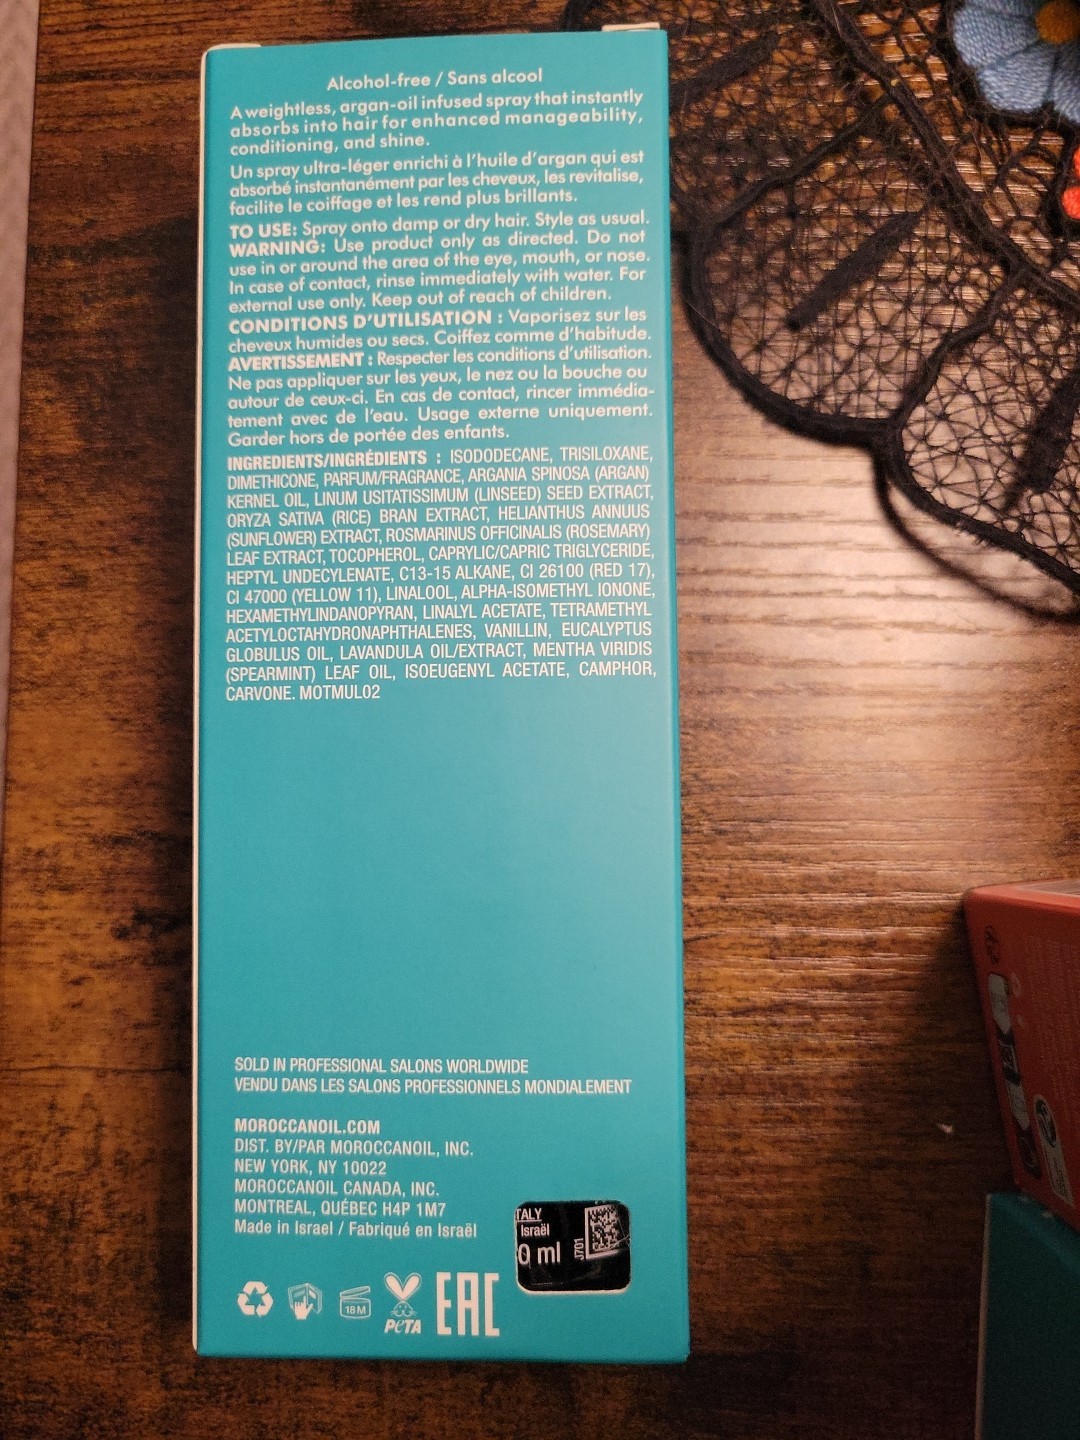 Alcohol-free / Sans alcool
A weightless, argan-oil infused spray that instantly
absorbs into hair for enhanced manageability,
conditioning, and shine.
Un spray ultra-léger enrichi à l'huile d'argan qui est
absorbé instantanément par les cheveux, les revitalise,
facilite le coiffage et les rend plus brillants.
TO USE: Spray onto damp or dry hair. Style as usual.
WARNING: Use product only as directed. Do not
use in or around the area of the eye, mouth, or nose.
In case of contact, rinse immediately with water. For
external use only. Keep out of reach of children.
CONDITIONS D'UTILISATION : Vaporisez sur les
cheveux humides ou secs. Coiffez comme d'habitude.
AVERTISSEMENT : Respecter les conditions d'utilisation.
Ne pas appliquer sur les yeux, le nez ou la bouche ou
autour de ceux-ci. En cas de contact, rincer immédia-
tement avec de l'eau. Usage externe uniquement.
Garder hors de portée des enfants.
INGREDIENTS/INGRÉDIENTS : ISODODECANE, TRISILOXANE,
DIMETHICONE, PARFUM/FRAGRANCE, ARGANIA SPINOSA (ARGAN)
KERNEL OIL, LINUM USITATISSIMUM (LINSEED) SEED EXTRACT,
ORYZA SATIVA (RICE) BRAN EXTRACT, HELIANTHUS ANNUUS
(SUNFLOWER) EXTRACT, ROSMARINUS OFFICINALIS (ROSEMARY)
LEAF EXTRACT, TOCOPHEROL, CAPRYLIC/CAPRIC TRIGLYCERIDE,
HEPTYL UNDECYLENATE, C13-15 ALKANE, CI 26100 (RED 17),
CI 47000 (YELLOW 11), LINALOOL, ALPHA-ISOMETHYL IONONE,
HEXAMETHYLINDANOPYRAN, LINALYL ACETATE, TETRAMETHYL
ACETYLOCTAHYDRONAPHTHALENES, VANILLIN, EUCALYPTUS
GLOBULUS OIL, LAVANDULA OIL/EXTRACT, MENTHA VIRIDIS
(SPEARMINT) LEAF OIL, ISOEUGENYL ACETATE, CAMPHOR,
CARVONE. MOTMUL02
SOLD IN PROFESSIONAL SALONS WORLDWIDE
VENDU DANS LES SALONS PROFESSIONNELS MONDIALEMENT
MOROCCANOIL.COM
DIST. BY/PAR MOROCCANOIL, INC.
NEW YORK, NY 10022
MOROCCANOIL CANADA, INC.
MONTREAL, QUÉBEC H4P 1M7
Made in Israel / Fabriqué en Israël
TALY
Israël
0 ml
J701
18M
PeTA
EAC